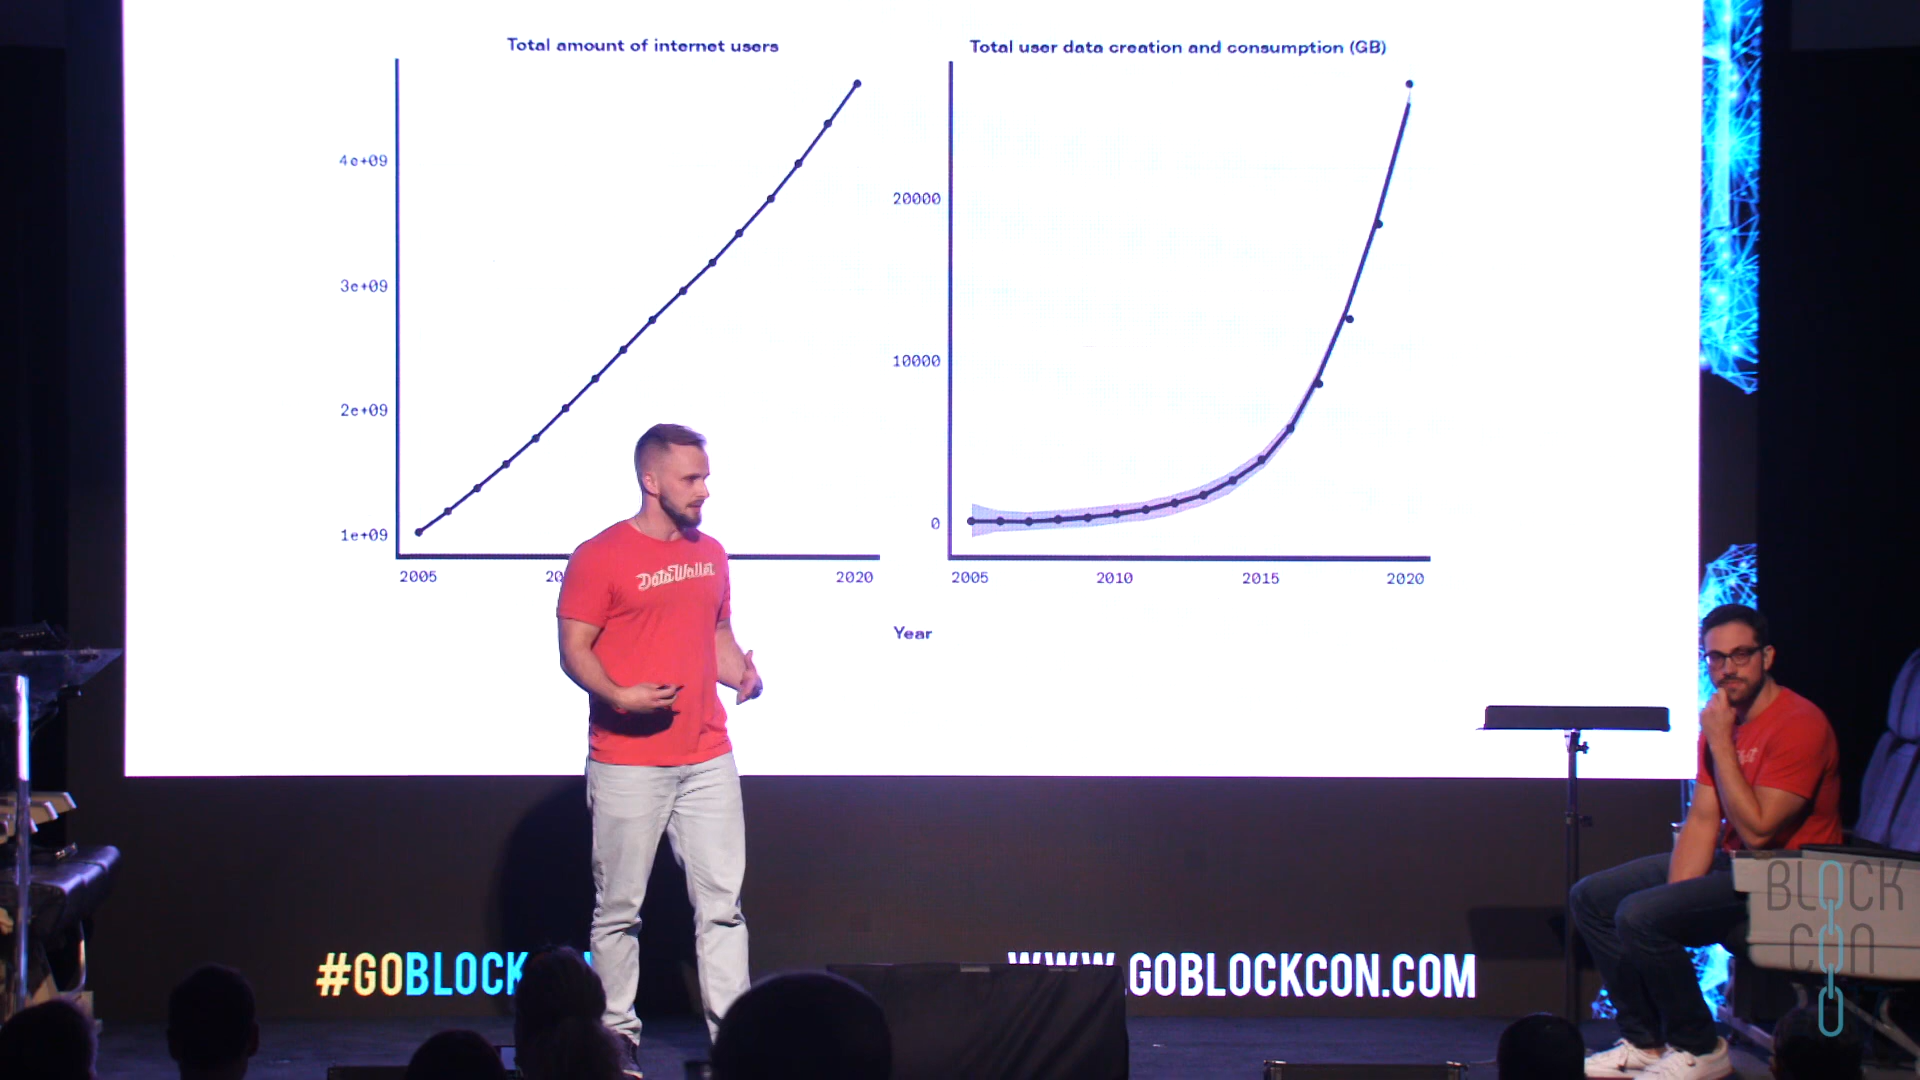 Total amount of internet users
Total user data creation and consumption (GB)
4e+09
3e+09
2e+09
1e+09
20000
10000
0
2005
2020
2005
2010
2015
2020
Year
DataWallet
#GOBLOCK
WWW.GOBLOCKCON.COM
BLOCK
CON